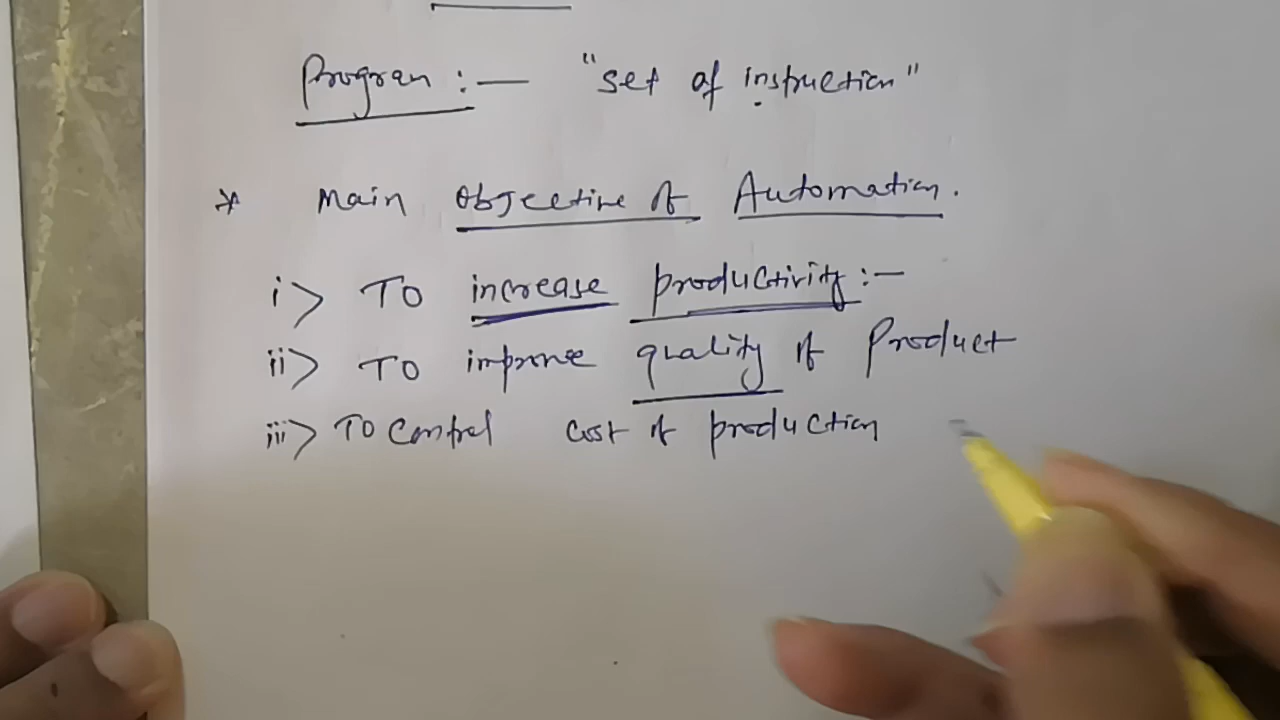 Program :— "set of instruction"
* Main Objective of Automation.
i> To increase productivity :—
ii> To improve quality of Product
iii> To Control cost of production